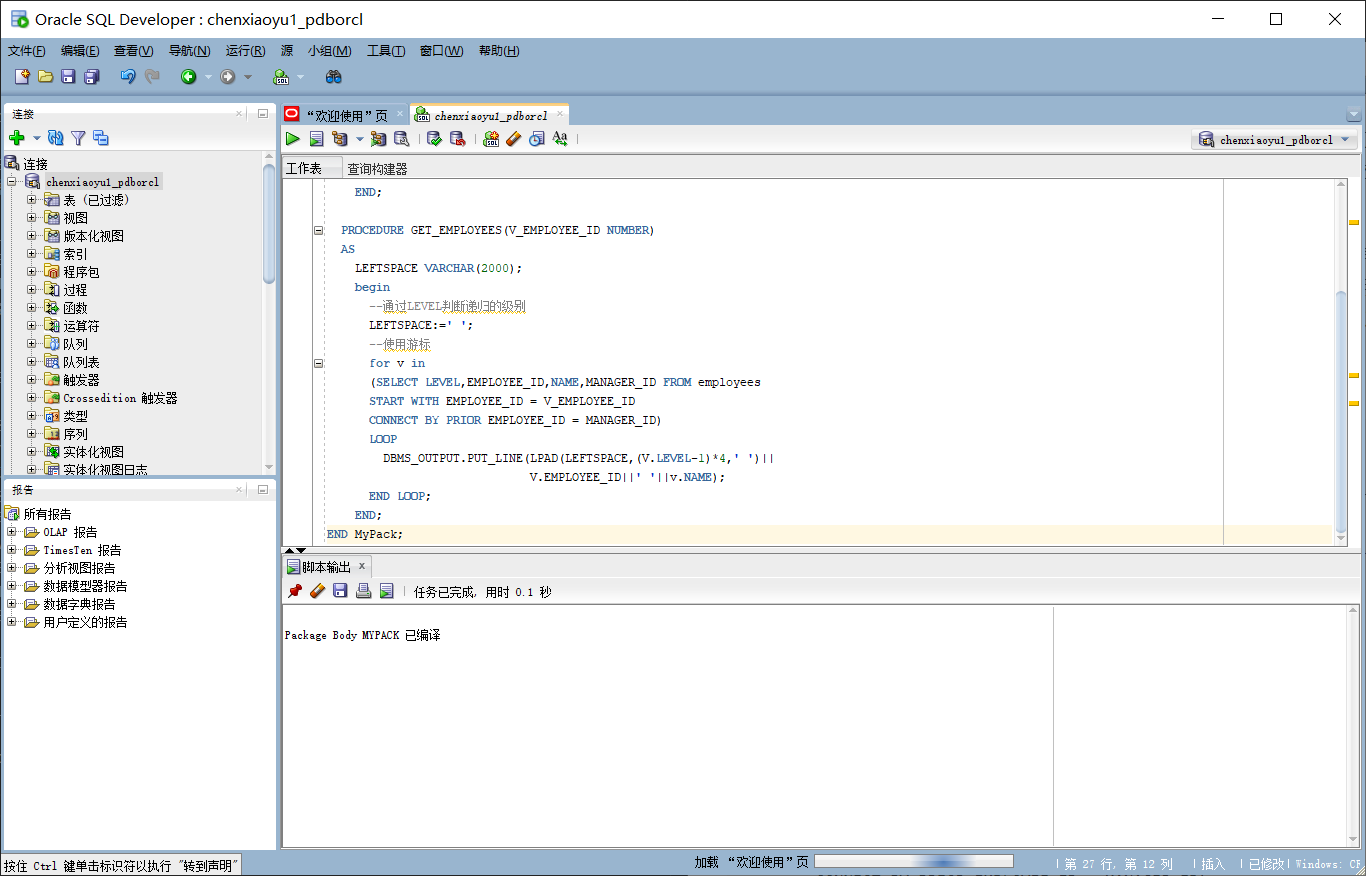 Oracle SQL Developer : chenxiaoyu1_pdborcl
文件(F) 编辑(E) 查看(V) 导航(N) 运行(R) 源 小组(M) 工具(T) 窗口(W) 帮助(H)
连接
连接
chenxiaoyu1_pdborcl
表（已过滤）
视图
版本化视图
索引
程序包
过程
函数
运算符
队列
队列表
触发器
Crossedition 触发器
类型
序列
实体化视图
实体化视图日志
报告
所有报告
OLAP 报告
TimesTen 报告
分析视图报告
数据模型器报告
数据字典报告
用户定义的报告
“欢迎使用”页 chenxiaoyu1_pdborcl
chenxiaoyu1_pdborcl
工作表 查询构建器
END;
PROCEDURE GET_EMPLOYEES(V_EMPLOYEE_ID NUMBER)
AS
LEFTSPACE VARCHAR(2000);
begin
--通过LEVEL判断递归的级别
LEFTSPACE:=' ';
--使用游标
for v in
(SELECT LEVEL,EMPLOYEE_ID,NAME,MANAGER_ID FROM employees
START WITH EMPLOYEE_ID = V_EMPLOYEE_ID
CONNECT BY PRIOR EMPLOYEE_ID = MANAGER_ID)
LOOP
DBMS_OUTPUT.PUT_LINE(LPAD(LEFTSPACE,(V.LEVEL-1)*4,' ')||
V.EMPLOYEE_ID||' '||v.NAME);
END LOOP;
END;
END MyPack;
脚本输出
任务已完成, 用时 0.1 秒
Package Body MYPACK 已编译
按住 Ctrl 键单击标识符以执行 "转到声明"
加载 “欢迎使用”页
第 27 行, 第 12 列 插入 已修改 Windows: CR